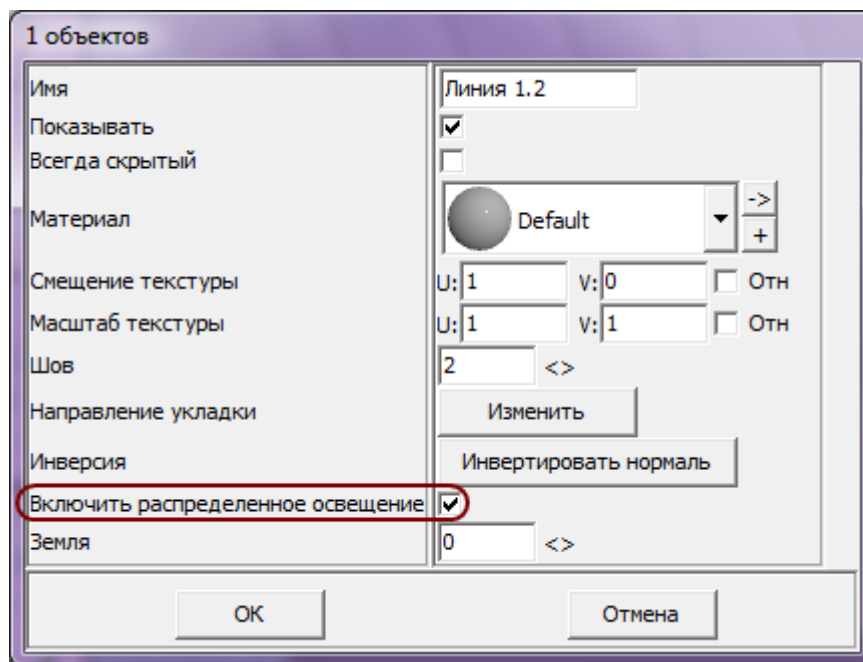 1 объектов
Имя Линия 1.2
Показывать
Всегда скрытый
Материал Default -> +
Смещение текстуры U: 1 V: 0 Отн
Масштаб текстуры U: 1 V: 1 Отн
Шов 2 <>
Направление укладки Изменить
Инверсия Инвертировать нормаль
Включить распределенное освещение
Земля 0 <>
ОК Отмена